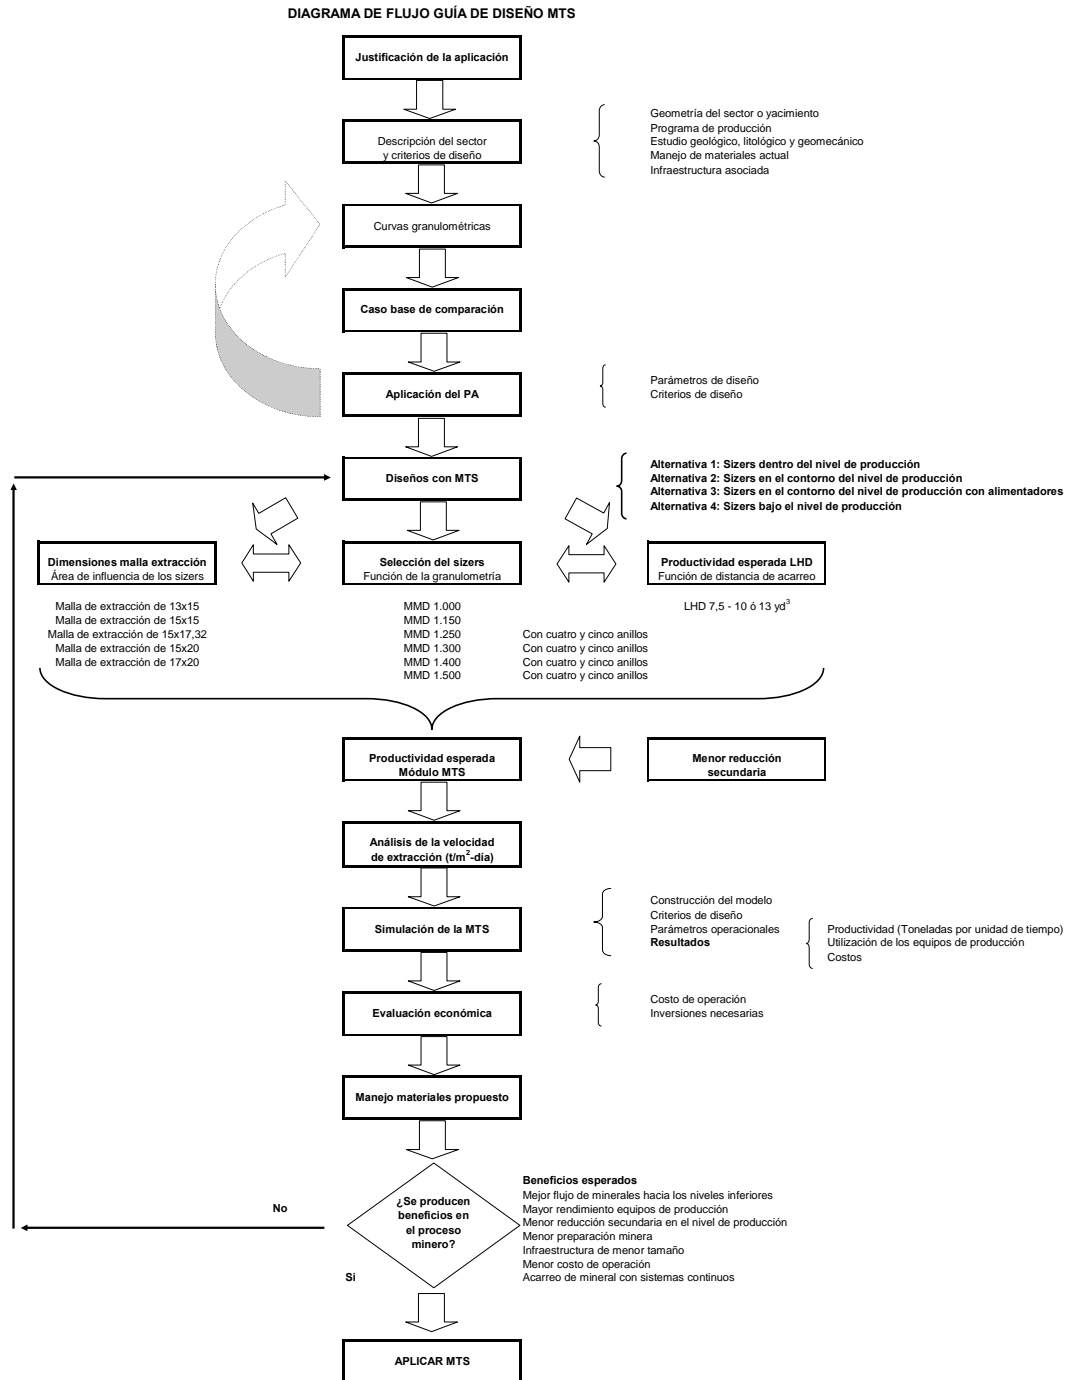 DIAGRAMA DE FLUJO GUÍA DE DISEÑO MTS
Justificación de la aplicación
Descripción del sector
y criterios de diseño
Geometría del sector o yacimiento
Programa de producción
Estudio geológico, litológico y geomecánico
Manejo de materiales actual
Infraestructura asociada
Curvas granulométricas
Caso base de comparación
Aplicación del PA
Parámetros de diseño
Criterios de diseño
Diseños con MTS
Alternativa 1: Sizers dentro del nivel de producción
Alternativa 2: Sizers en el contorno del nivel de producción
Alternativa 3: Sizers en el contorno del nivel de producción con alimentadores
Alternativa 4: Sizers bajo el nivel de producción
Dimensiones malla extracción
Área de influencia de los sizers
Selección del sizers
Función de la granulometría
Productividad esperada LHD
Función de distancia de acarreo
Malla de extracción de 13x15
Malla de extracción de 15x15
Malla de extracción de 15x17,32
Malla de extracción de 15x20
Malla de extracción de 17x20
MMD 1.000
MMD 1.150
MMD 1.250 Con cuatro y cinco anillos
MMD 1.300 Con cuatro y cinco anillos
MMD 1.400 Con cuatro y cinco anillos
MMD 1.500 Con cuatro y cinco anillos
LHD 7,5 - 10 ó 13 yd³
Productividad esperada
Módulo MTS
Menor reducción
secundaria
Análisis de la velocidad
de extracción (t/m²-día)
Simulación de la MTS
Construcción del modelo
Criterios de diseño
Parámetros operacionales
Resultados
Productividad (Toneladas por unidad de tiempo)
Utilización de los equipos de producción
Costos
Evaluación económica
Costo de operación
Inversiones necesarias
Manejo materiales propuesto
¿Se producen
beneficios en
el proceso
minero?
No
Si
Beneficios esperados
Mejor flujo de minerales hacia los niveles inferiores
Mayor rendimiento equipos de producción
Menor reducción secundaria en el nivel de producción
Menor preparación minera
Infraestructura de menor tamaño
Menor costo de operación
Acarreo de mineral con sistemas continuos
APLICAR MTS